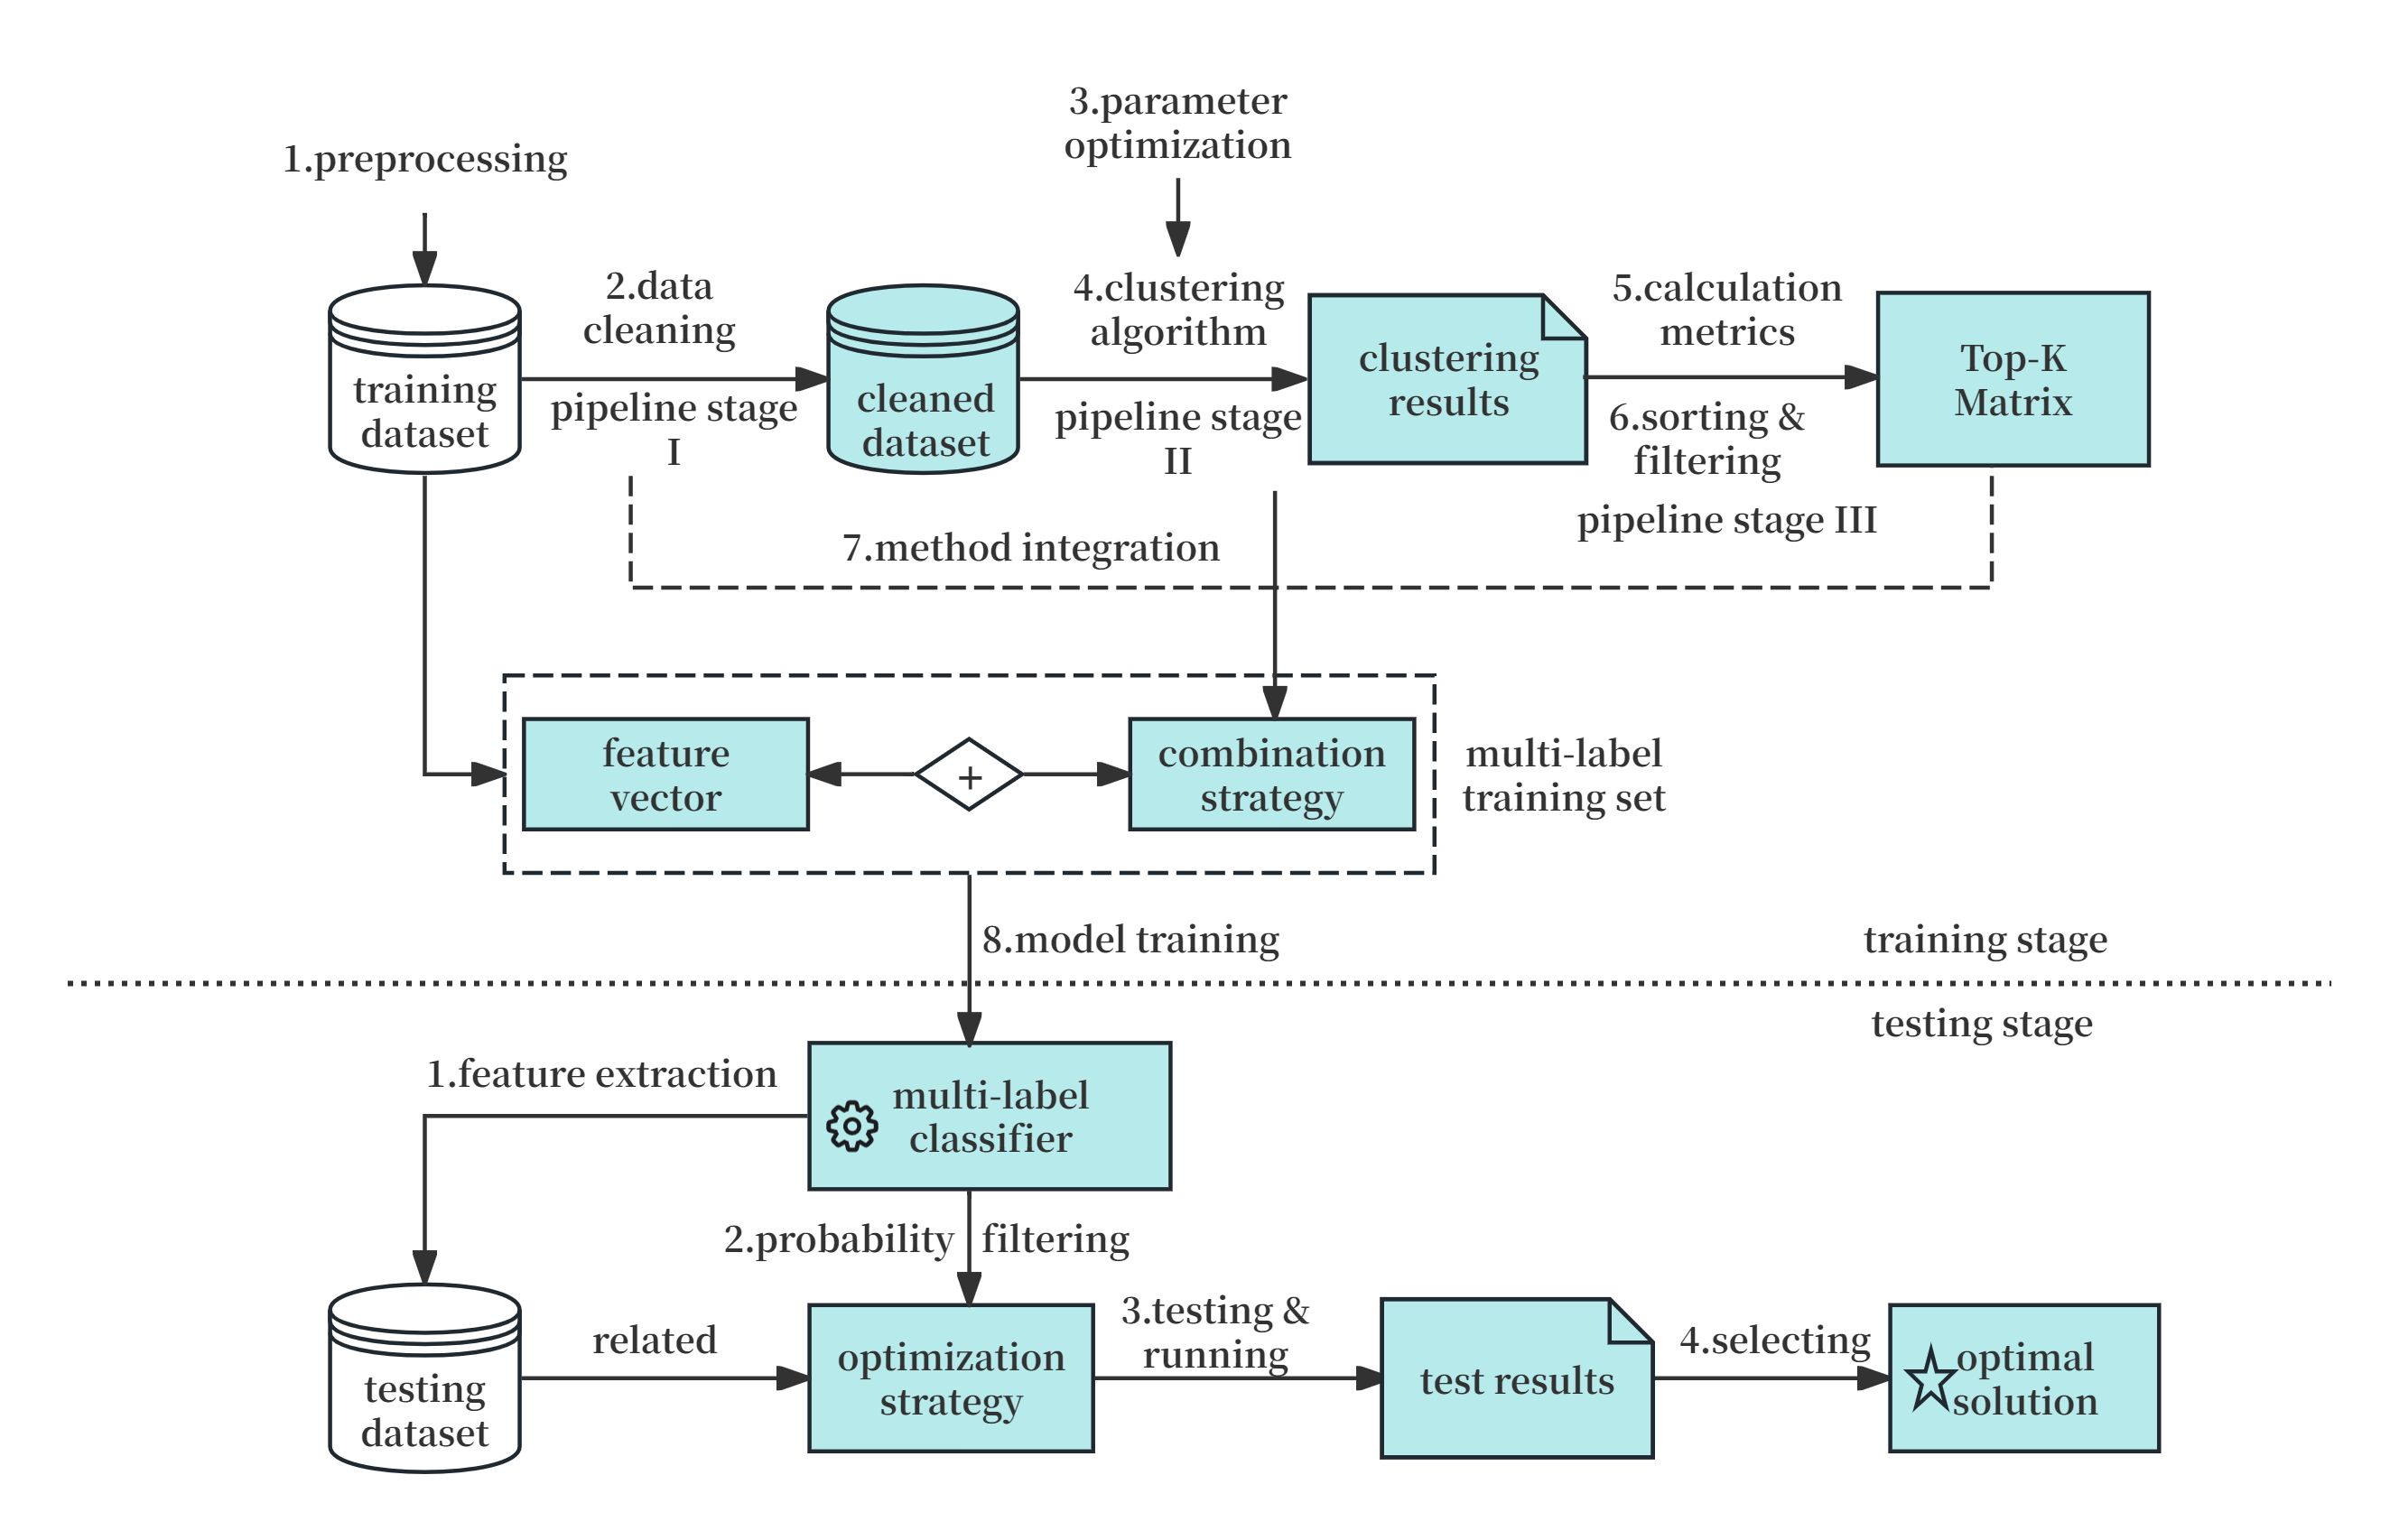 3.parameter
optimization
1.preprocessing
2.data
cleaning
4.clustering
algorithm
5.calculation
metrics
training
dataset
pipeline stage
I
cleaned
dataset
pipeline stage
II
clustering
results
6.sorting &
filtering
Top-K
Matrix
pipeline stage III
7.method integration
feature
vector
+
combination
strategy
multi-label
training set
8.model training
training stage
testing stage
1.feature extraction
multi-label
classifier
2.probability filtering
testing
dataset
related
optimization
strategy
3.testing &
running
test results
4.selecting
optimal
solution